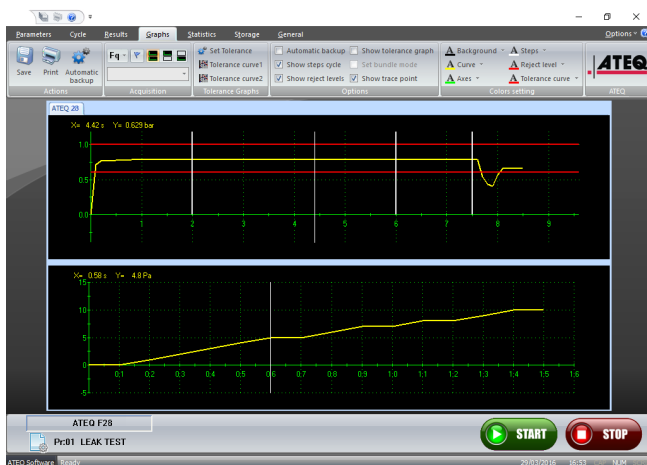 Parameters Cycle Results Graphs Statistics Storage General Options
Save Print Automatic backup
Actions
Fq
Acquisition
Set Tolerance
Tolerance curve1
Tolerance curve2
Tolerance Graphs
Automatic backup Show tolerance graph
Show steps cycle Set bundle mode
Show reject levels Show trace point
Options
Background Steps
Curve Reject level
Axes Tolerance curve
Colors setting
ATEQ
ATEQ
ATEQ 28
X= 4.42 s Y= 0.629 bar
1.0
0.5
0.0
1 2 3 4 5 6 7 8 9
X= 0.58 s Y= 4.8 Pa
15
10
5
0
0.1 0.2 0.3 0.4 0.5 0.6 0.7 0.8 0.9 1.0 1.1 1.2 1.3 1.4 1.5 1.6
-5
ATEQ F28
Pr:01 LEAK TEST
START STOP
ATEQ Software Ready 29/03/2016 16:53 NUM